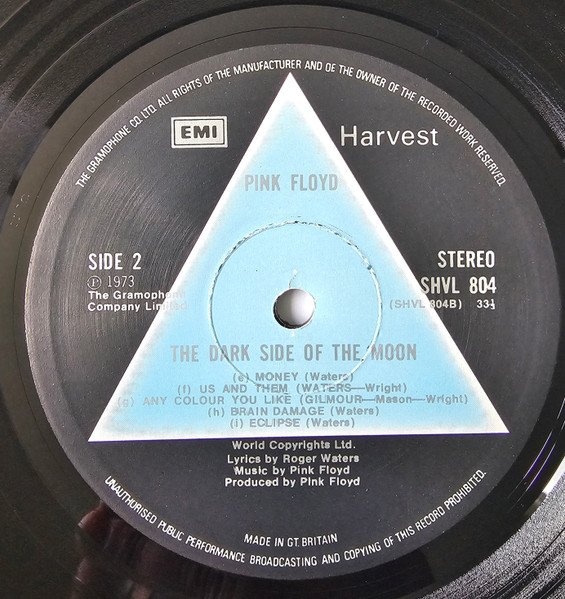 THE GRAMOPHONE CO LTD. ALL RIGHTS OF THE MANUFACTURER AND OF THE OWNER OF THE RECORDED WORK RESERVED.
EMI
Harvest
PINK FLOYD
SIDE 2
STEREO
Ⓟ 1973
SHVL 804
The Gramophone
Company Limited
(SHVL 804B) 33⅓
THE DARK SIDE OF THE MOON
(e) MONEY (Waters)
(f) US AND THEM (WATERS—Wright)
(g) ANY COLOUR YOU LIKE (GILMOUR—Mason—Wright)
(h) BRAIN DAMAGE (Waters)
(i) ECLIPSE (Waters)
World Copyrights Ltd.
Lyrics by Roger Waters
Music by Pink Floyd
Produced by Pink Floyd
MADE IN GT. BRITAIN
UNAUTHORISED PUBLIC PERFORMANCE BROADCASTING AND COPYING OF THIS RECORD PROHIBITED.